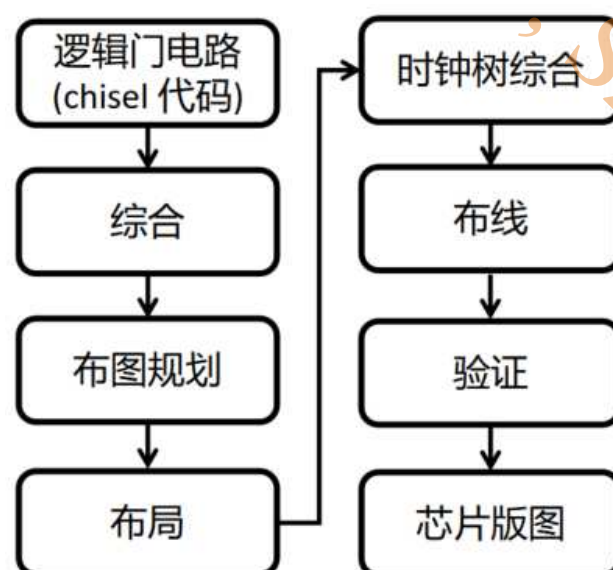 逻辑门电路
(chisel 代码)
综合
布图规划
布局
时钟树综合
布线
验证
芯片版图